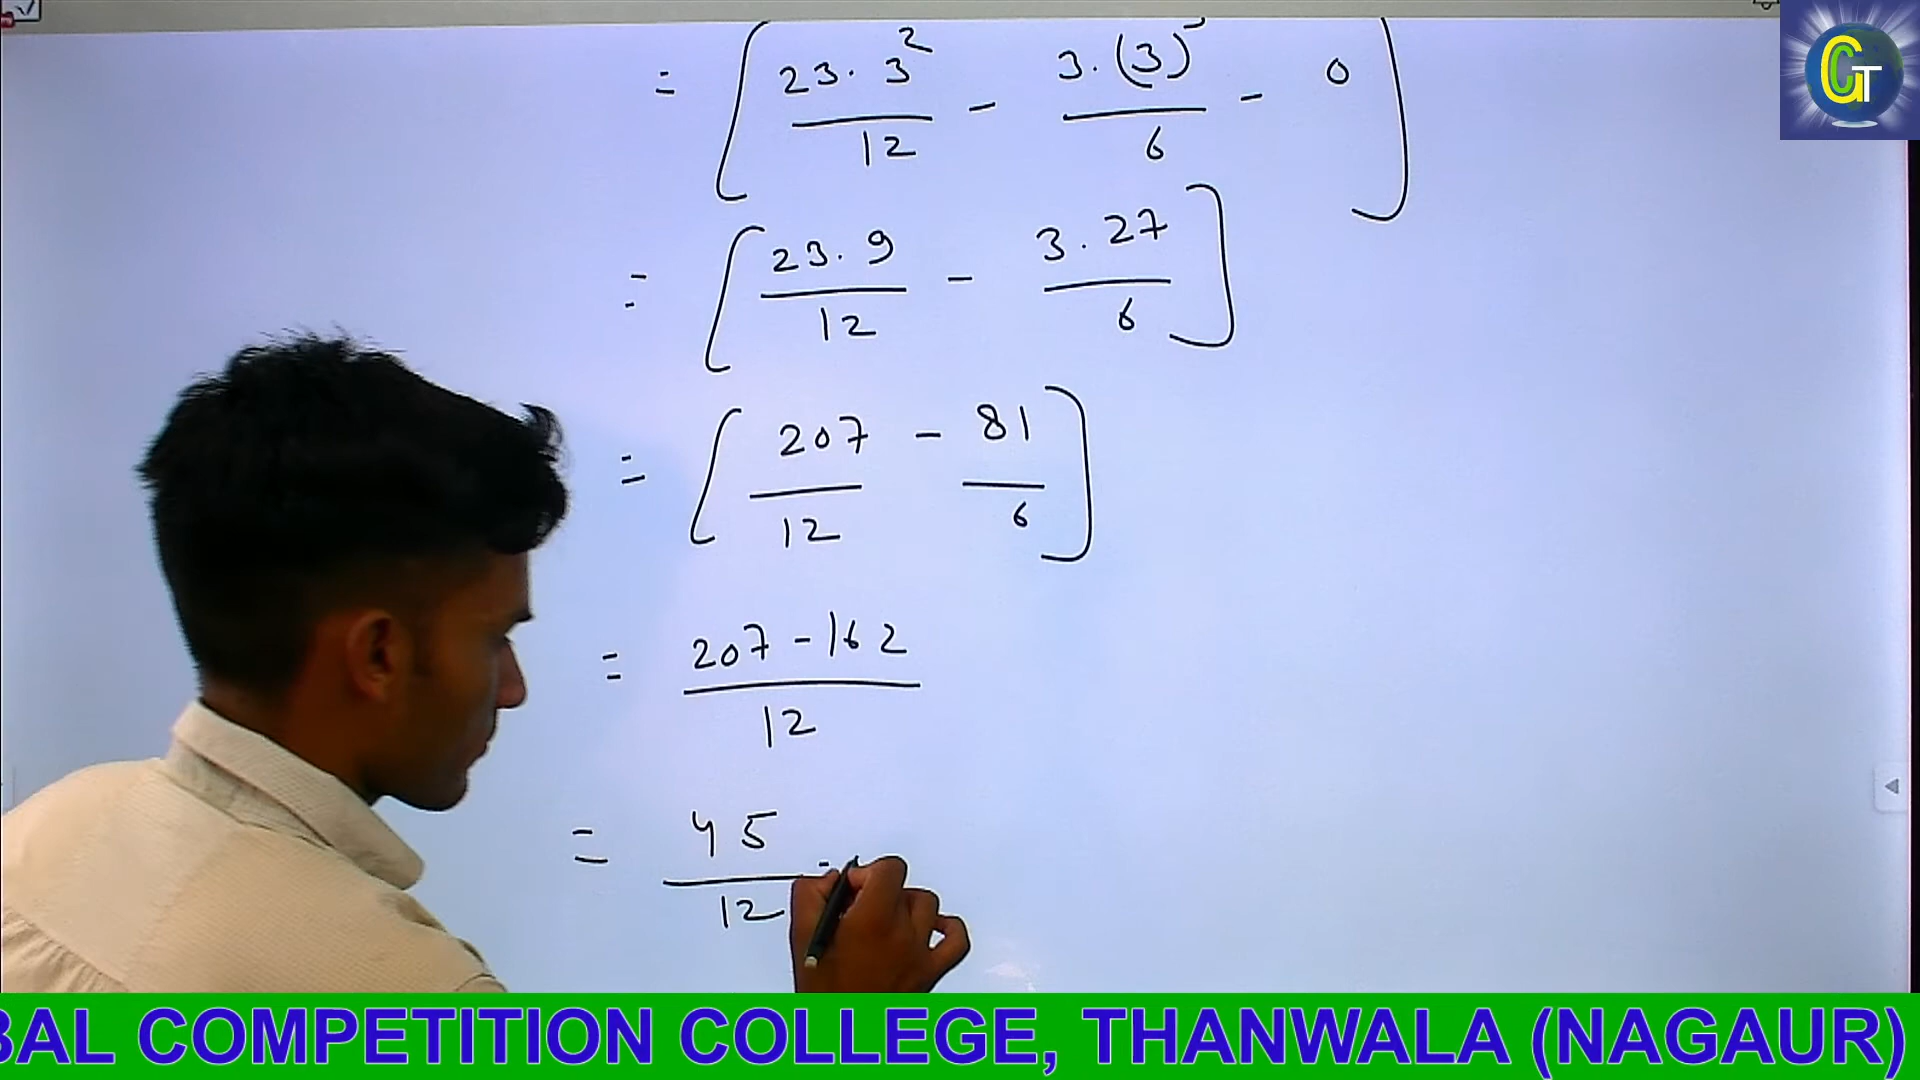 = [ 23.3² / 12 - 3.(3)³ / 6 - 0 ]
= [ 23.9 / 12 - 3.27 / 6 ]
= [ 207 / 12 - 81 / 6 ]
= 207-162 / 12
= 45 / 12 =
GT
BAL COMPETITION COLLEGE, THANWALA (NAGAUR)